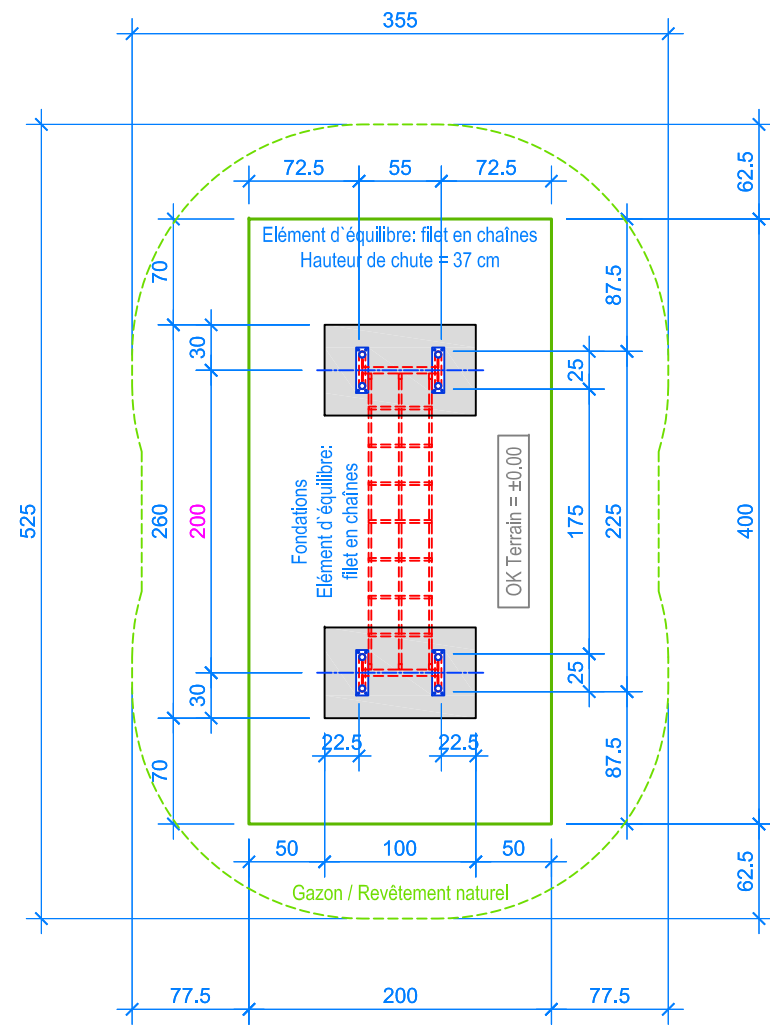 355
72.5 55 72.5
62.5
Elément d`équilibre: filet en chaînes
Hauteur de chute = 37 cm
70
87.5
30
25
525
260
200
Fondations
Elément d`équilibre:
filet en chaînes
OK Terrain = ±0.00
175
225
400
30
25
22.5 22.5
70
87.5
50 100 50
62.5
Gazon / Revêtement naturel
77.5 200 77.5